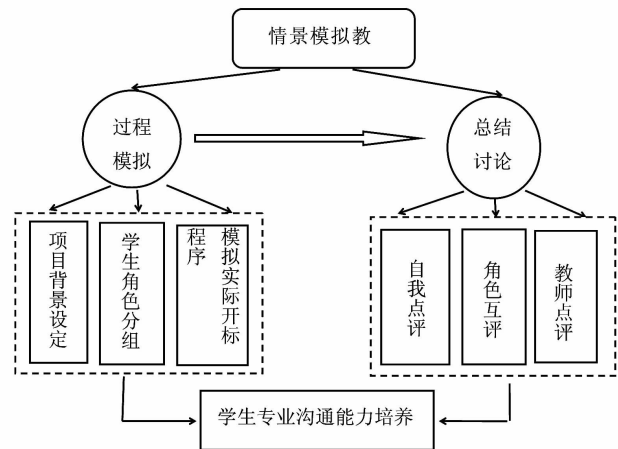 情景模拟教
过程
模拟
总结
讨论
项目背景设定
学生角色分组
模拟实际开标
程序
自我点评
角色互评
教师点评
学生专业沟通能力培养